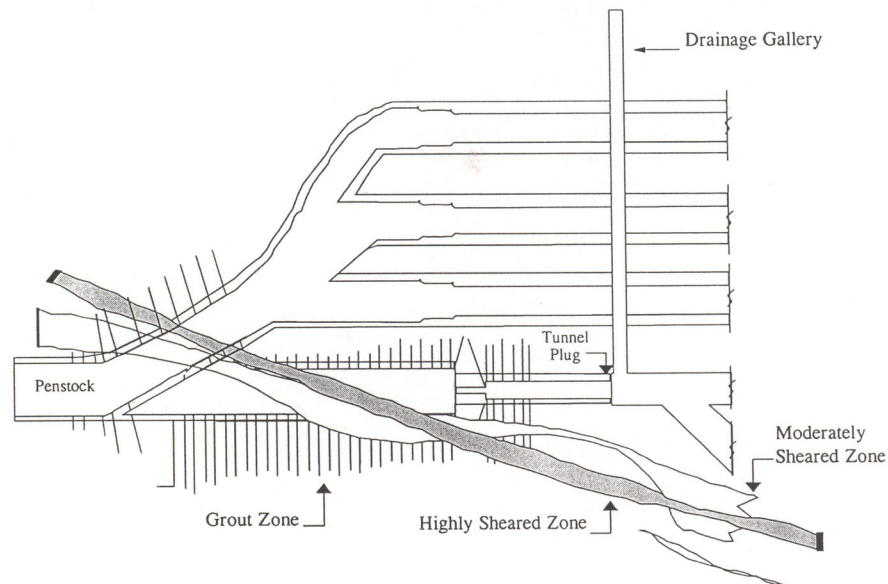 Drainage Gallery
Tunnel
Plug
Penstock
Moderately
Sheared Zone
Grout Zone
Highly Sheared Zone